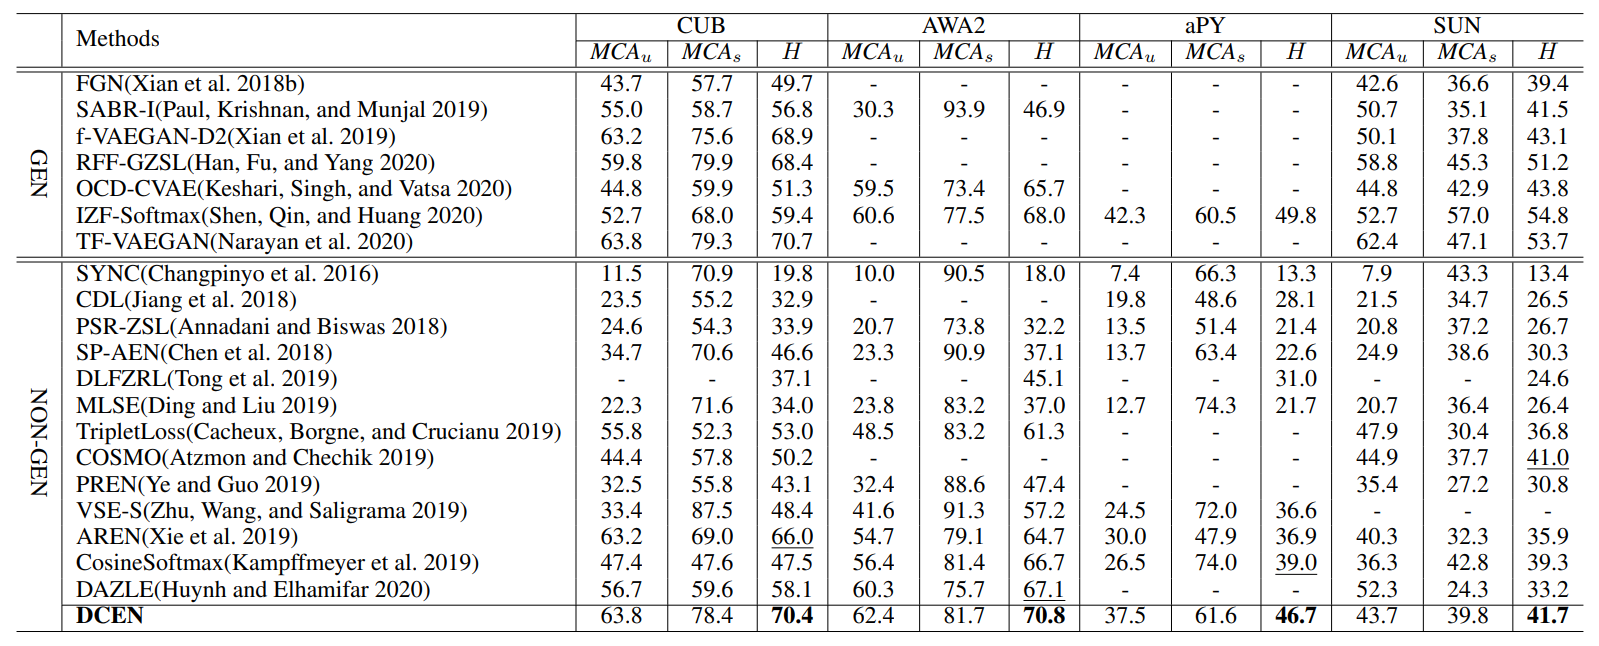 Methods CUB AWA2 aPY SUN
MCAu MCAs H MCAu MCAs H MCAu MCAs H MCAu MCAs H
GEN
FGN(Xian et al. 2018b) 43.7 57.7 49.7 - - - - - - 42.6 36.6 39.4
SABR-I(Paul, Krishnan, and Munjal 2019) 55.0 58.7 56.8 30.3 93.9 46.9 - - - 50.7 35.1 41.5
f-VAEGAN-D2(Xian et al. 2019) 63.2 75.6 68.9 - - - - - - 50.1 37.8 43.1
RFF-GZSL(Han, Fu, and Yang 2020) 59.8 79.9 68.4 - - - - - - 58.8 45.3 51.2
OCD-CVAE(Keshari, Singh, and Vatsa 2020) 44.8 59.9 51.3 59.5 73.4 65.7 - - - 44.8 42.9 43.8
IZF-Softmax(Shen, Qin, and Huang 2020) 52.7 68.0 59.4 60.6 77.5 68.0 42.3 60.5 49.8 52.7 57.0 54.8
TF-VAEGAN(Narayan et al. 2020) 63.8 79.3 70.7 - - - - - - 62.4 47.1 53.7
NON-GEN
SYNC(Changpinyo et al. 2016) 11.5 70.9 19.8 10.0 90.5 18.0 7.4 66.3 13.3 7.9 43.3 13.4
CDL(Jiang et al. 2018) 23.5 55.2 32.9 - - - 19.8 48.6 28.1 21.5 34.7 26.5
PSR-ZSL(Annadani and Biswas 2018) 24.6 54.3 33.9 20.7 73.8 32.2 13.5 51.4 21.4 20.8 37.2 26.7
SP-AEN(Chen et al. 2018) 34.7 70.6 46.6 23.3 90.9 37.1 13.7 63.4 22.6 24.9 38.6 30.3
DLFZRL(Tong et al. 2019) - - 37.1 - - 45.1 - - 31.0 - - 24.6
MLSE(Ding and Liu 2019) 22.3 71.6 34.0 23.8 83.2 37.0 12.7 74.3 21.7 20.7 36.4 26.4
TripletLoss(Cacheux, Borgne, and Crucianu 2019) 55.8 52.3 53.0 48.5 83.2 61.3 - - - 47.9 30.4 36.8
COSMO(Atzmon and Chechik 2019) 44.4 57.8 50.2 - - - - - - 44.9 37.7 41.0
PREN(Ye and Guo 2019) 32.5 55.8 43.1 32.4 88.6 47.4 - - - 35.4 27.2 30.8
VSE-S(Zhu, Wang, and Saligrama 2019) 33.4 87.5 48.4 41.6 91.3 57.2 24.5 72.0 36.6 - - -
AREN(Xie et al. 2019) 63.2 69.0 66.0 54.7 79.1 64.7 30.0 47.9 36.9 40.3 32.3 35.9
CosineSoftmax(Kampffmeyer et al. 2019) 47.4 47.6 47.5 56.4 81.4 66.7 26.5 74.0 39.0 36.3 42.8 39.3
DAZLE(Huynh and Elhamifar 2020) 56.7 59.6 58.1 60.3 75.7 67.1 - - - 52.3 24.3 33.2
DCEN 63.8 78.4 70.4 62.4 81.7 70.8 37.5 61.6 46.7 43.7 39.8 41.7